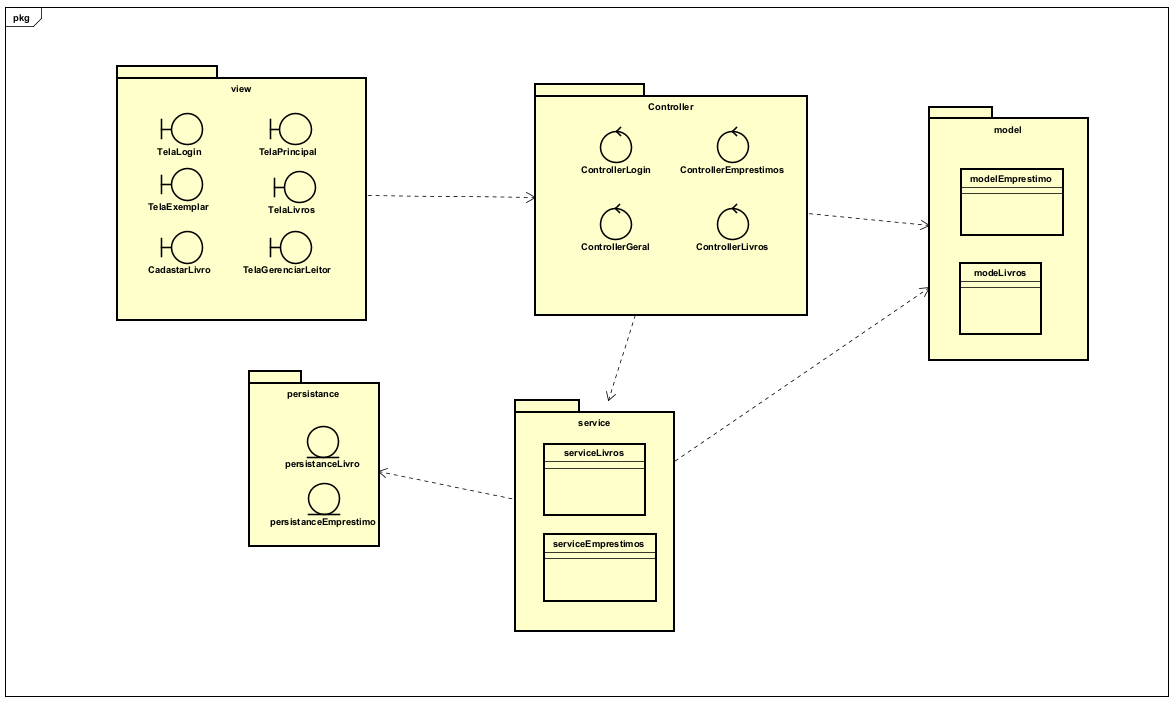 pkg
view
TelaLogin
TelaPrincipal
TelaExemplar
TelaLivros
CadastarLivro
TelaGerenciarLeitor
Controller
ControllerLogin
ControllerEmprestimos
ControllerGeral
ControllerLivros
model
modelEmprestimo
modeLivros
persistance
persistanceLivro
persistanceEmprestimo
service
serviceLivros
serviceEmprestimos